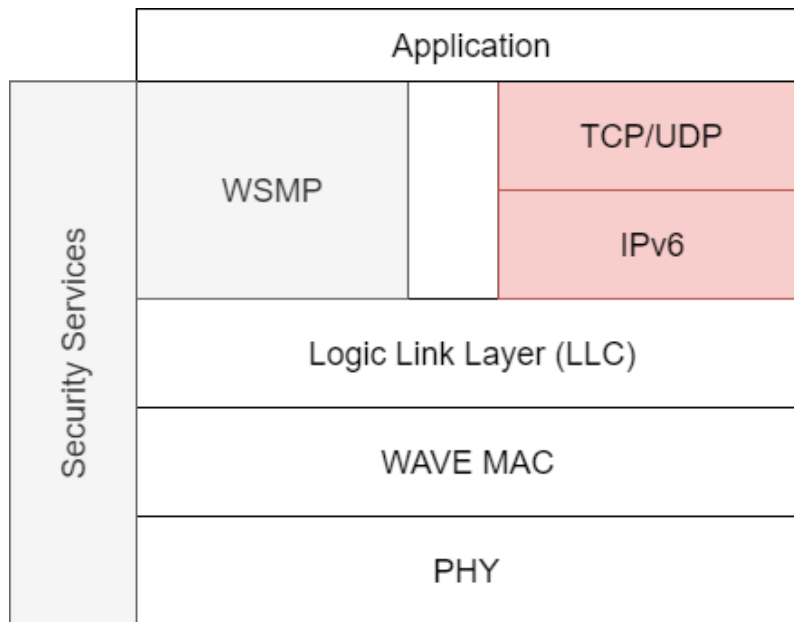 Application
Security Services
WSMP
TCP/UDP
IPv6
Logic Link Layer (LLC)
WAVE MAC
PHY